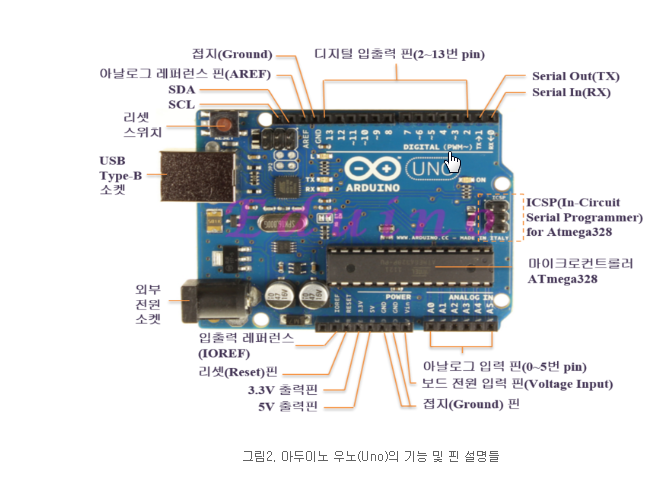 접지(Ground)
디지털 입출력 핀(2~13번 pin)
아날로그 레퍼런스 핀(AREF)
Serial Out(TX)
SDA
Serial In(RX)
SCL
리셋
스위치
AREF
GND
13
12
~11
~10
~9
8
7
~6
~5
4
~3
2
TX→1
RX←0
DIGITAL (PWM~)
USB
Type-B
소켓
L
TX
RX
ARDUINO
UNO
ON
ICSP
ICSP(In-Circuit
Serial Programmer)
for Atmega328
Eduino
WWW.ARDUINO.CC - MADE IN ITALY
마이크로컨트롤러
ATmega328
외부
전원
소켓
47
16V
47
16V
POWER
ANALOG IN
IOREF
RESET
3.3V
5V
GND
GND
Vin
A0
A1
A2
A3
A4
A5
입출력 레퍼런스
(IOREF)
아날로그 입력 핀(0~5번 pin)
리셋(Reset)핀
보드 전원 입력 핀(Voltage Input)
3.3V 출력핀
5V 출력핀
접지(Ground) 핀
그림2. 아두이노 우노(Uno)의 기능 및 핀 설명들